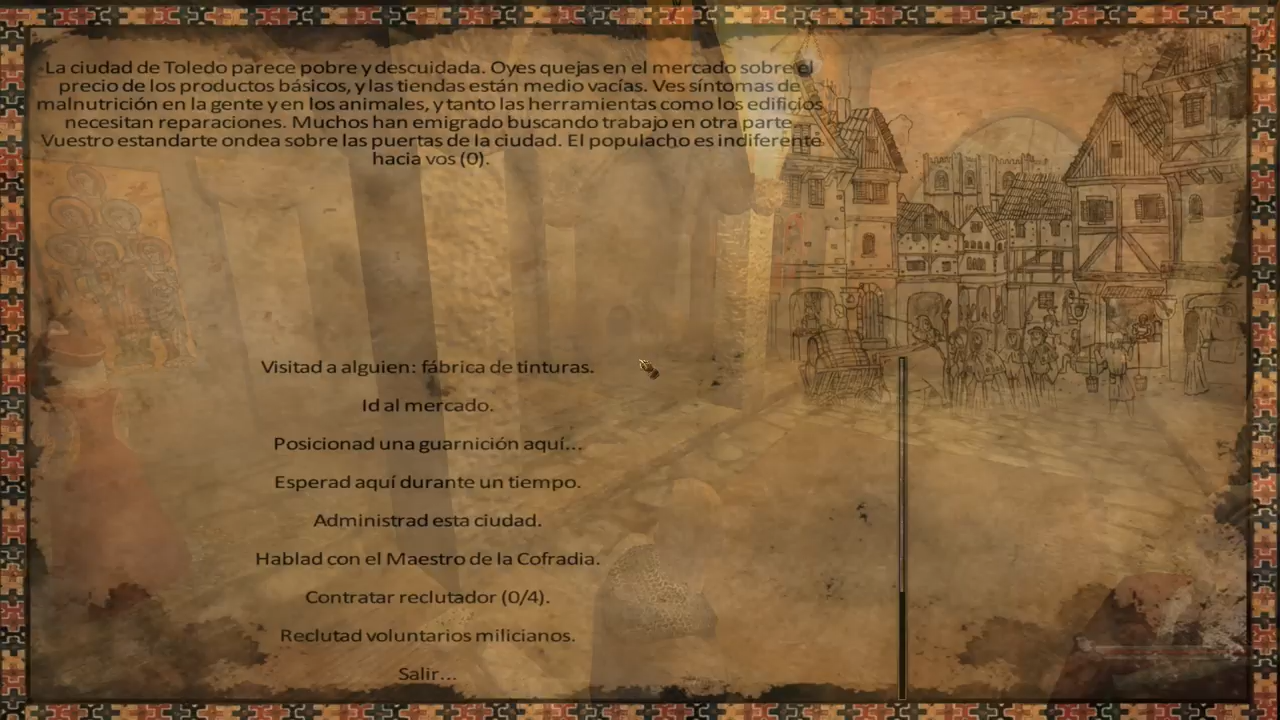 La ciudad de Toledo parece pobre y descuidada. Oyes quejas en el mercado sobre el
precio de los productos básicos, y las tiendas están medio vacías. Ves síntomas de
malnutrición en la gente y en los animales, y tanto las herramientas como los edificios
necesitan reparaciones. Muchos han emigrado buscando trabajo en otra parte.
Vuestro estandarte ondea sobre las puertas de la ciudad. El populacho es indiferente
hacia vos (0).
Visitad a alguien: fábrica de tinturas.
Id al mercado.
Posicionad una guarnición aquí...
Esperad aquí durante un tiempo.
Administrad esta ciudad.
Hablad con el Maestro de la Cofradia.
Contratar reclutador (0/4).
Reclutad voluntarios milicianos.
Salir...